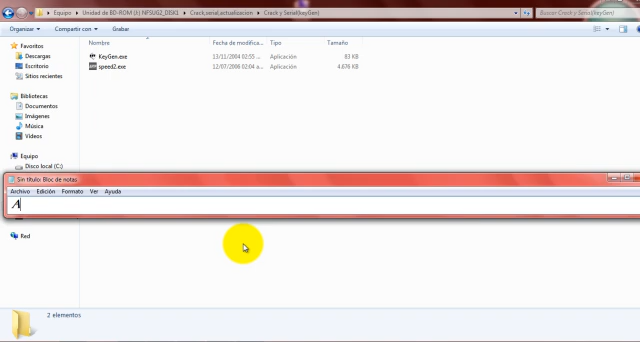 Equipo ▸ Unidad de BD-ROM (I:) NFSUG2_DISK1 ▸ Crack,serial,actualizacion ▸ Crack y Serial(keyGen)
Buscar Crack y Serial(keyGen)
Organizar Compartir con Grabar
Favoritos
Descargas
Escritorio
Sitios recientes
Bibliotecas
Documentos
Imágenes
Música
Vídeos
Equipo
Disco local (C:)
Nombre Fecha de modifica... Tipo Tamaño
KeyGen.exe 13/11/2004 02:55 ... Aplicación 83 KB
speed2.exe 12/07/2006 02:04 a... Aplicación 4.676 KB
Sin título: Bloc de notas
Archivo Edición Formato Ver Ayuda
A
Red
2 elementos